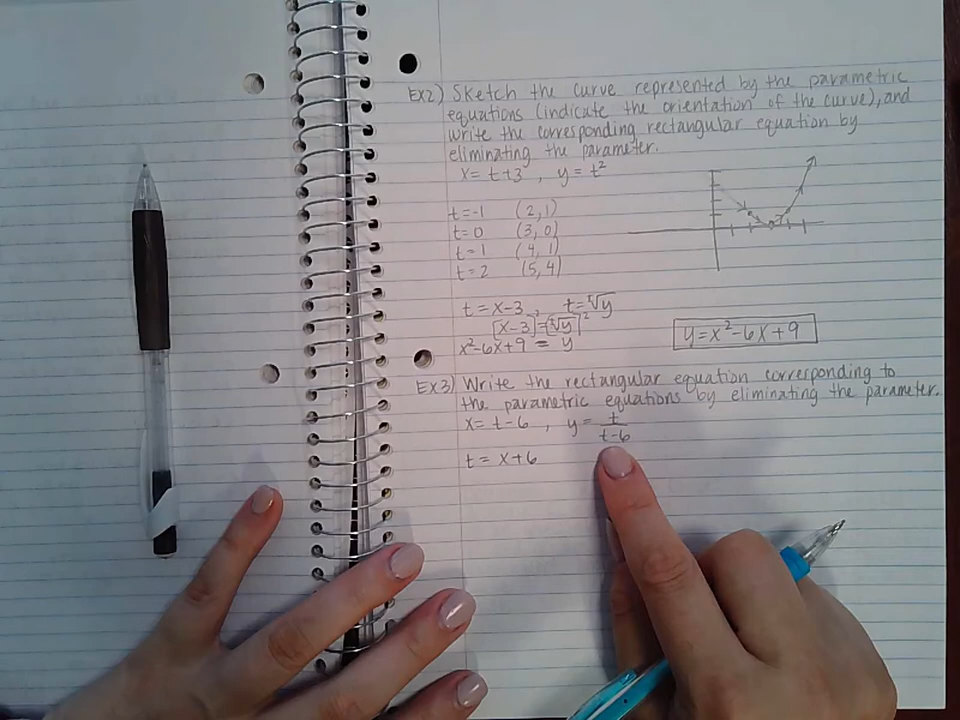 Ex2) Sketch the curve represented by the parametric
equations (indicate the orientation of the curve), and
write the corresponding rectangular equation by
eliminating the parameter.
x = t+3 , y = t²
t=-1 (2,1)
t=0 (3,0)
t=1 (4,1)
t=2 (5,4)
t = x-3 , t=√y
[x-3]²=[√y]²
x²-6x+9 = y
y=x²-6x+9
Ex3) Write the rectangular equation corresponding to
the parametric equations by eliminating the parameter.
x= t-6 , y= t/t-6
t = x+6